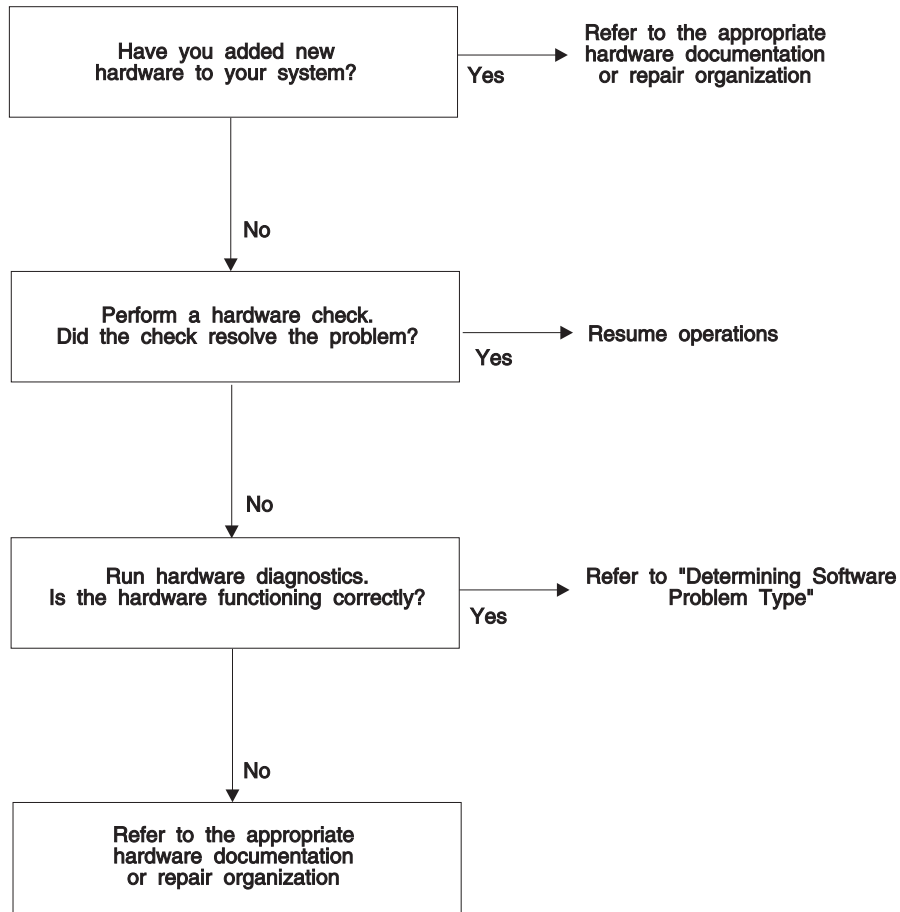 Have you added new
hardware to your system?
Yes
Refer to the appropriate
hardware documentation
or repair organization
No
Perform a hardware check.
Did the check resolve the problem?
Yes
Resume operations
No
Run hardware diagnostics.
Is the hardware functioning correctly?
Yes
Refer to "Determining Software
Problem Type"
No
Refer to the appropriate
hardware documentation
or repair organization